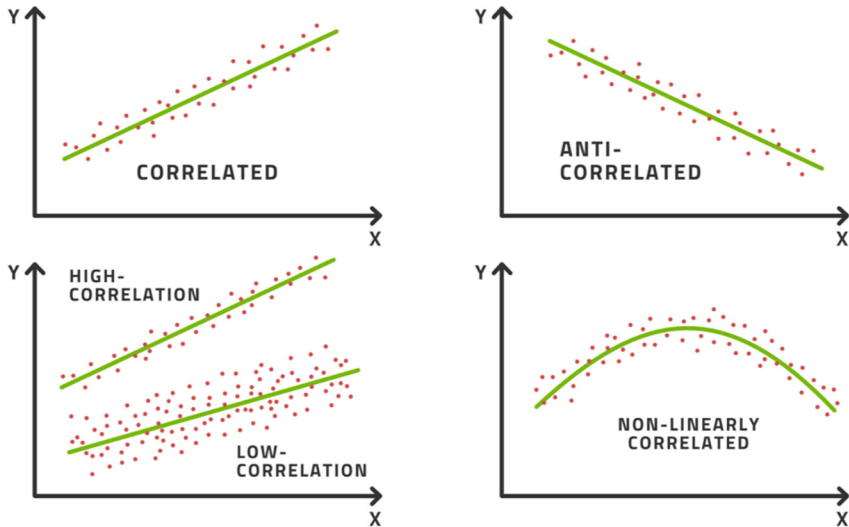 Y
CORRELATED
X
Y
ANTI-
CORRELATED
X
Y
HIGH-
CORRELATION
LOW-
CORRELATION
X
Y
NON-LINEARLY
CORRELATED
X